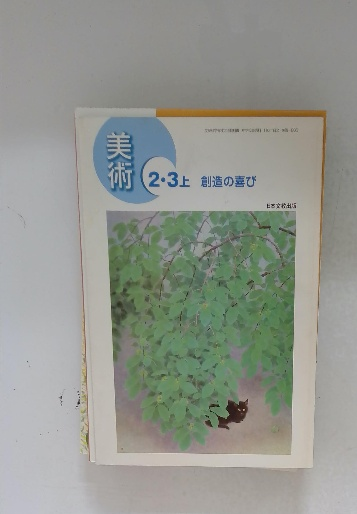 美術
2・3上 創造の喜び
日本文教出版